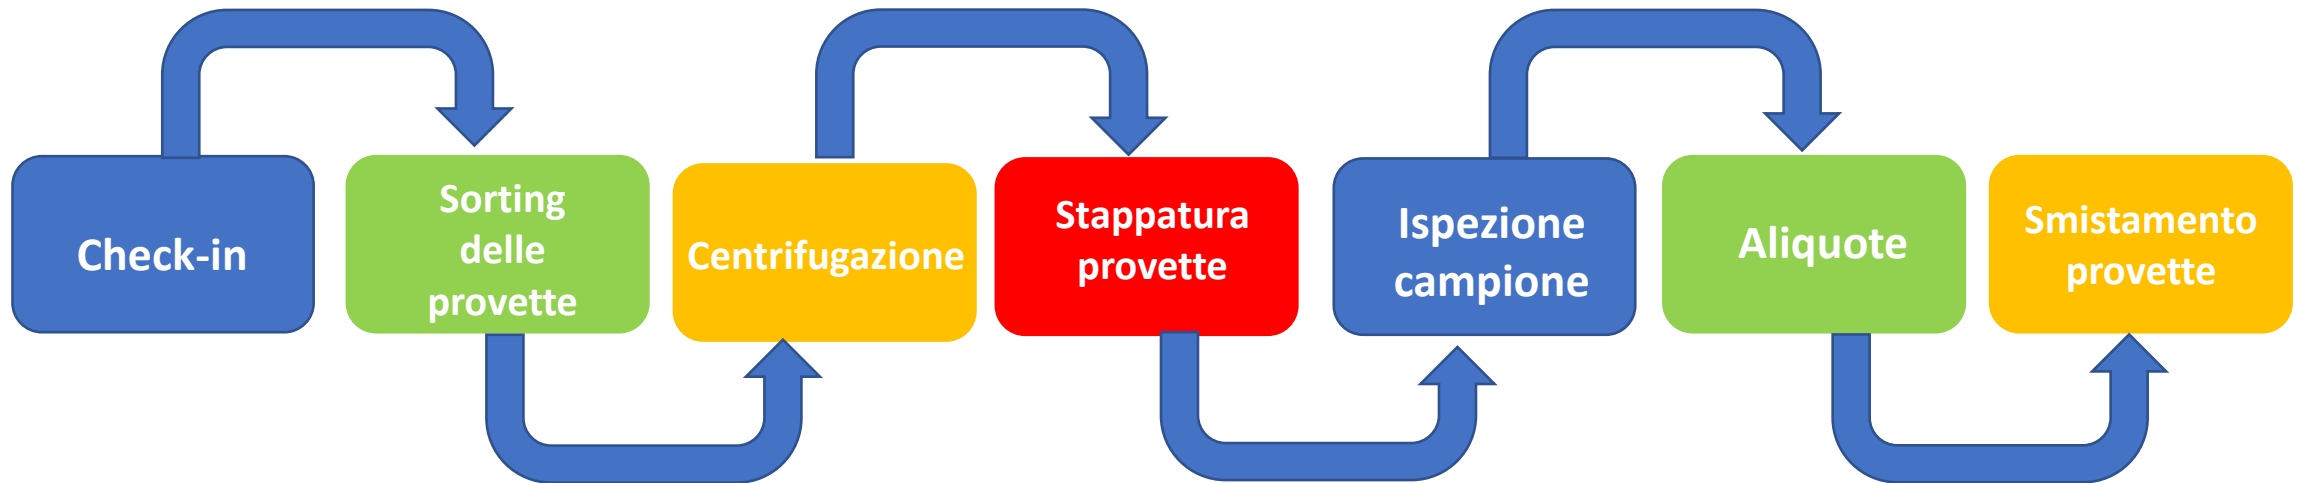 Check-in
Sorting
delle
provette
Centrifugazione
Stappatura
provette
Ispezione
campione
Aliquote
Smistamento
provette